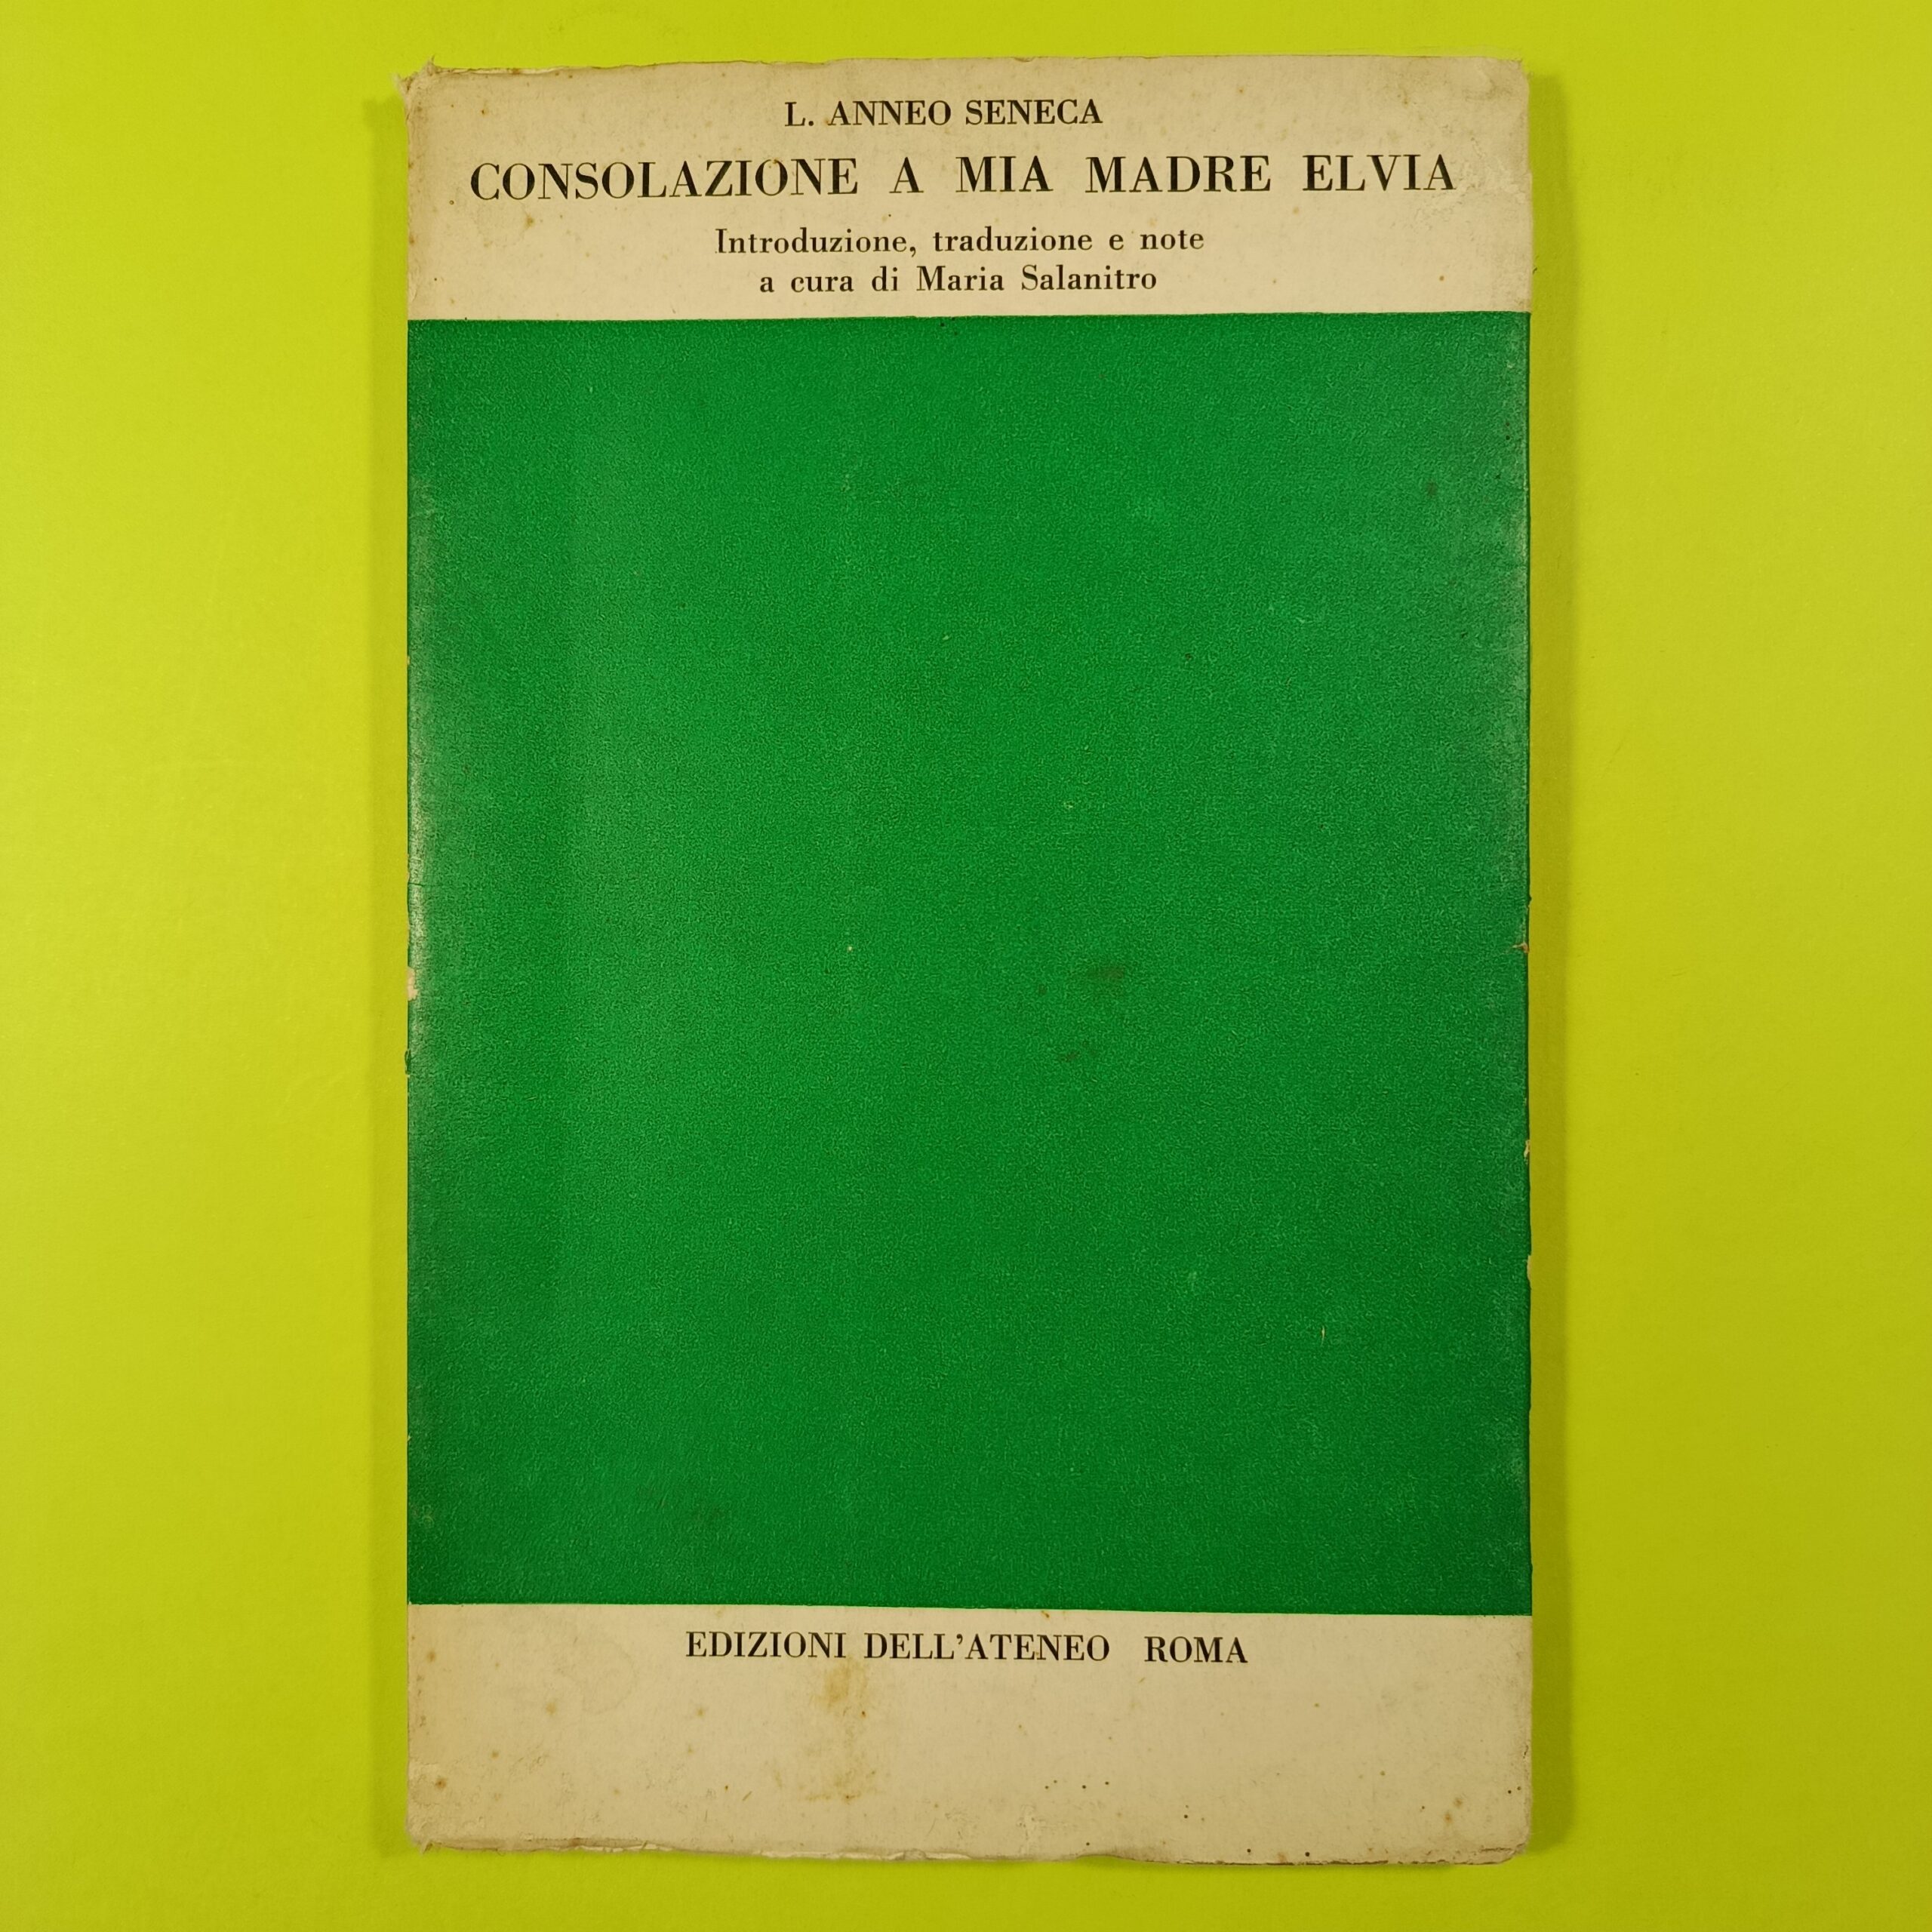 L. ANNEO SENECA
CONSOLAZIONE A MIA MADRE ELVIA
Introduzione, traduzione e note
a cura di Maria Salanitro
EDIZIONI DELL'ATENEO ROMA